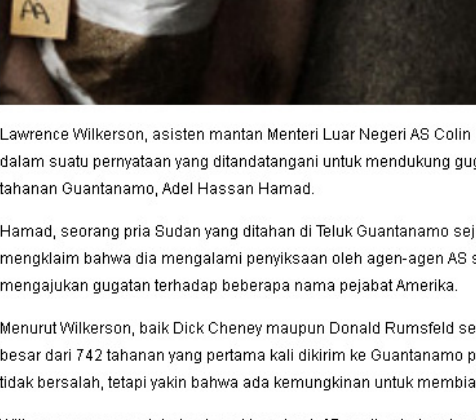 AA
Lawrence Wilkerson, asisten mantan Menteri Luar Negeri AS Colin
dalam suatu pernyataan yang ditandatangani untuk mendukung gug
tahanan Guantanamo, Adel Hassan Hamad.
Hamad, seorang pria Sudan yang ditahan di Teluk Guantanamo sej
mengklaim bahwa dia mengalami penyiksaan oleh agen-agen AS s
mengajukan gugatan terhadap beberapa nama pejabat Amerika.
Menurut Wilkerson, baik Dick Cheney maupun Donald Rumsfeld se
besar dari 742 tahanan yang pertama kali dikirim ke Guantanamo p
tidak bersalah, tetapi yakin bahwa ada kemungkinan untuk membia